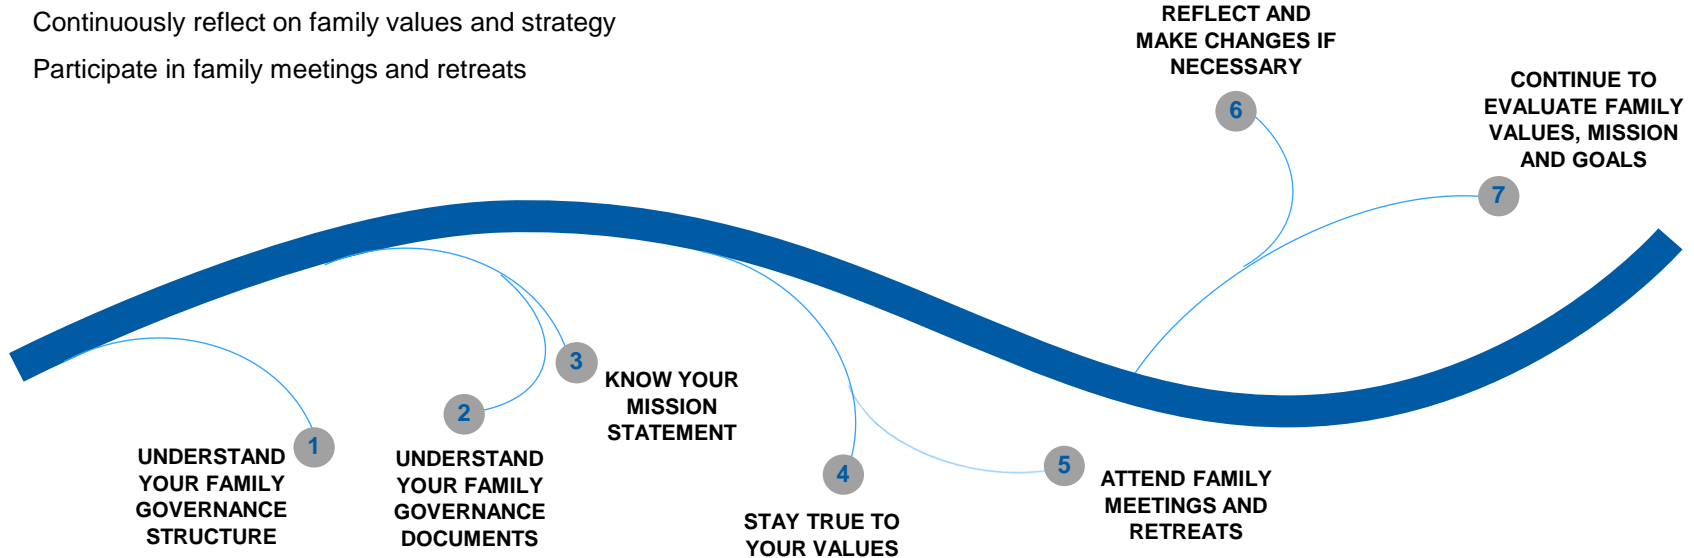 Continuously reflect on family values and strategy
Participate in family meetings and retreats
1
UNDERSTAND
YOUR FAMILY
GOVERNANCE
STRUCTURE
2
UNDERSTAND
YOUR FAMILY
GOVERNANCE
DOCUMENTS
3
KNOW YOUR
MISSION
STATEMENT
4
STAY TRUE TO
YOUR VALUES
5
ATTEND FAMILY
MEETINGS AND
RETREATS
REFLECT AND
MAKE CHANGES IF
NECESSARY
6
CONTINUE TO
EVALUATE FAMILY
VALUES, MISSION
AND GOALS
7